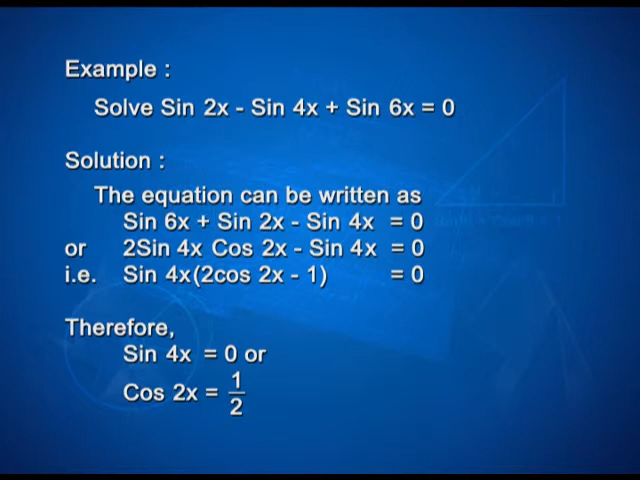 Example :
Solve Sin 2x - Sin 4x + Sin 6x = 0
Solution :
The equation can be written as
Sin 6x + Sin 2x - Sin 4x = 0
or 2Sin 4x Cos 2x - Sin 4x = 0
i.e. Sin 4x(2cos 2x - 1) = 0
Therefore,
Sin 4x = 0 or
Cos 2x = 1/2